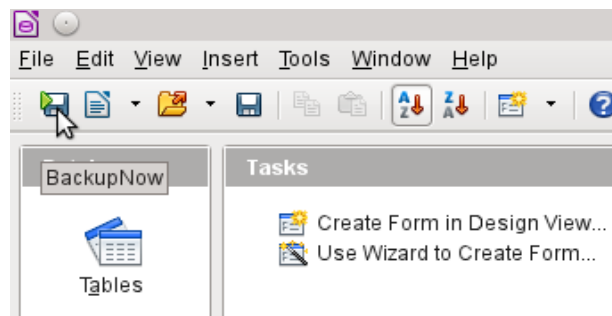 File Edit View Insert Tools Window Help
BackupNow
Tasks
Create Form in Design View...
Use Wizard to Create Form...
Tables